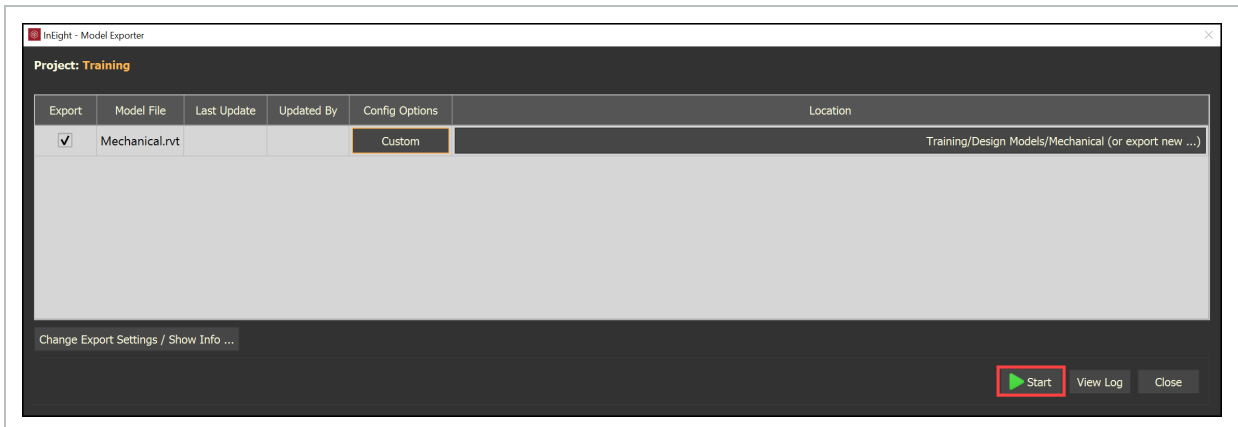 InEight - Model Exporter
Project: Training
Export Model File Last Update Updated By Config Options Location
Mechanical.rvt Custom Training/Design Models/Mechanical (or export new ...)
Change Export Settings / Show Info ...
Start View Log Close